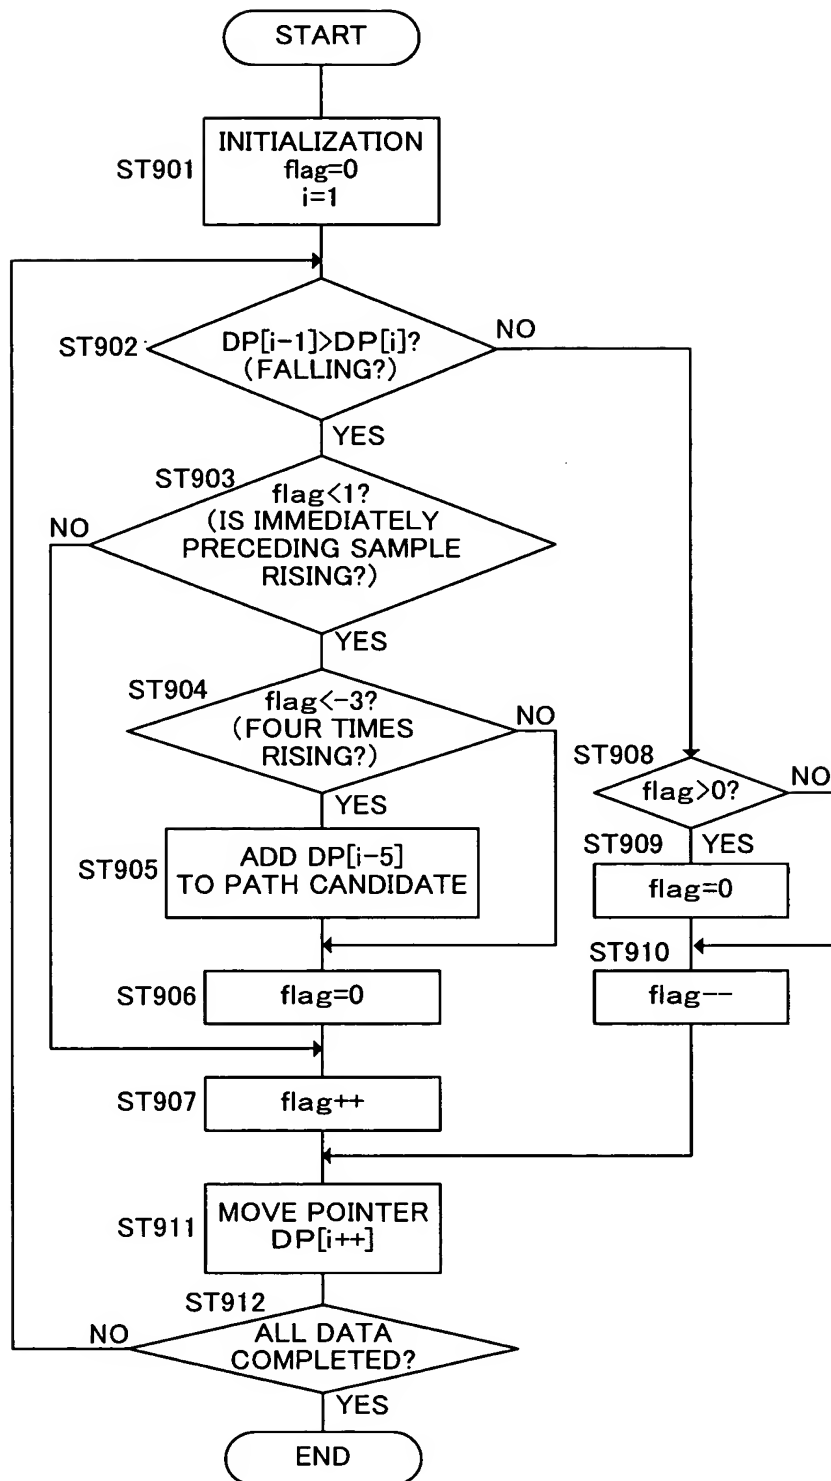 START
ST901
INITIALIZATION
flag=0
i=1
ST902
DP[i-1]>DP[i]?
(FALLING?)
NO
YES
ST903
flag<1?
(IS IMMEDIATELY
PRECEDING SAMPLE
RISING?)
NO
YES
ST904
flag<-3?
(FOUR TIMES
RISING?)
NO
YES
ST905
ADD DP[i-5]
TO PATH CANDIDATE
ST908
flag>0?
NO
YES
ST909
flag=0
ST910
flag--
ST906
flag=0
ST907
flag++
ST911
MOVE POINTER
DP[i++]
ST912
ALL DATA
COMPLETED?
NO
YES
END